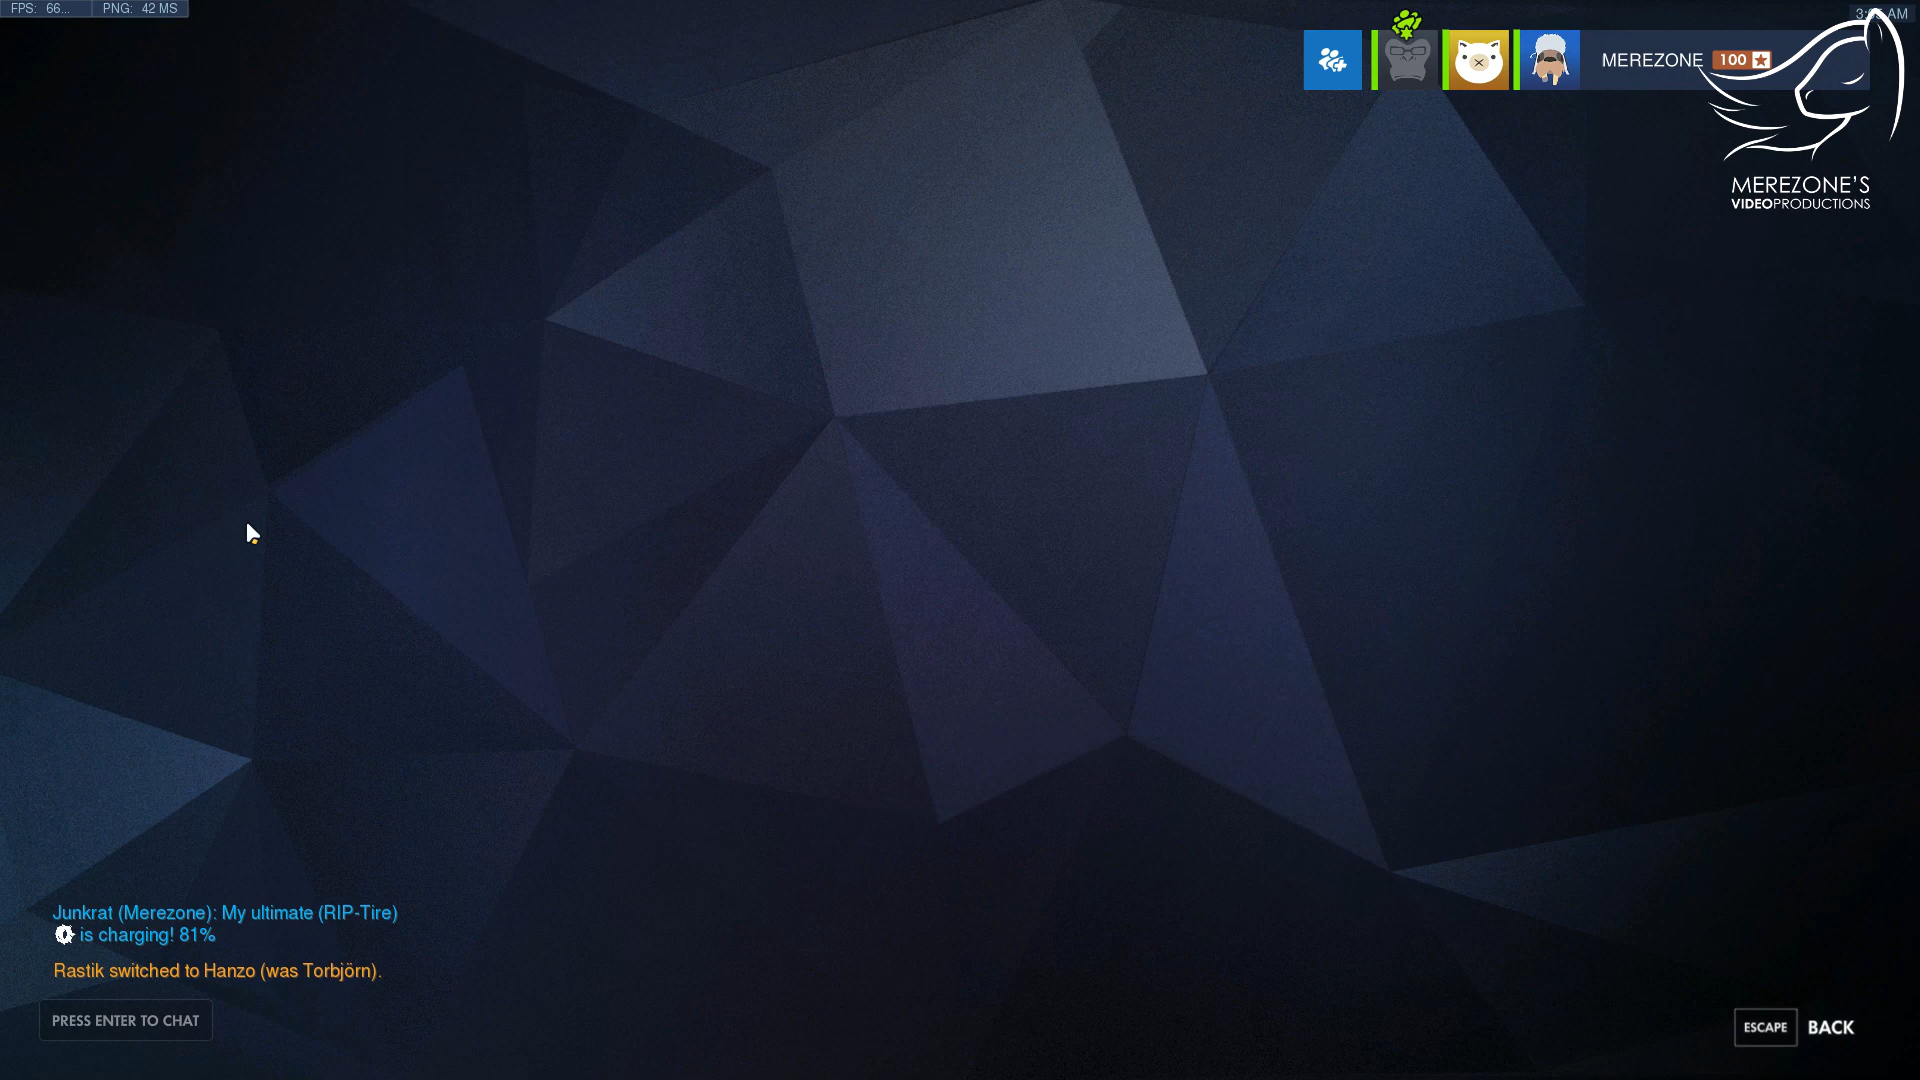 FPS: 66... PNG: 42 MS
MEREZONE 100
MEREZONE'S
VIDEOPRODUCTIONS
Junkrat (Merezone): My ultimate (RIP-Tire)
is charging! 81%
Rastik switched to Hanzo (was Torbjörn).
PRESS ENTER TO CHAT
ESCAPE BACK